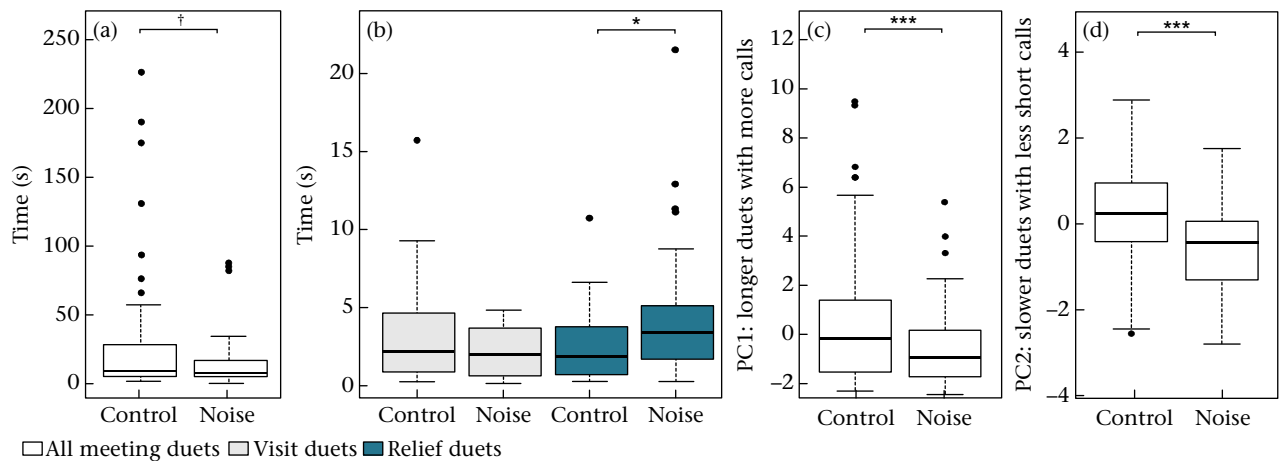 (a)
†
Time (s)
250
200
150
100
50
0
Control Noise
(b)
*
Time (s)
20
15
10
5
0
Control Noise Control Noise
(c)
***
PC1: longer duets with more calls
12
10
8
6
4
2
0
−2
Control Noise
(d)
***
PC2: slower duets with less short calls
4
2
0
−2
−4
Control Noise
All meeting duets Visit duets Relief duets